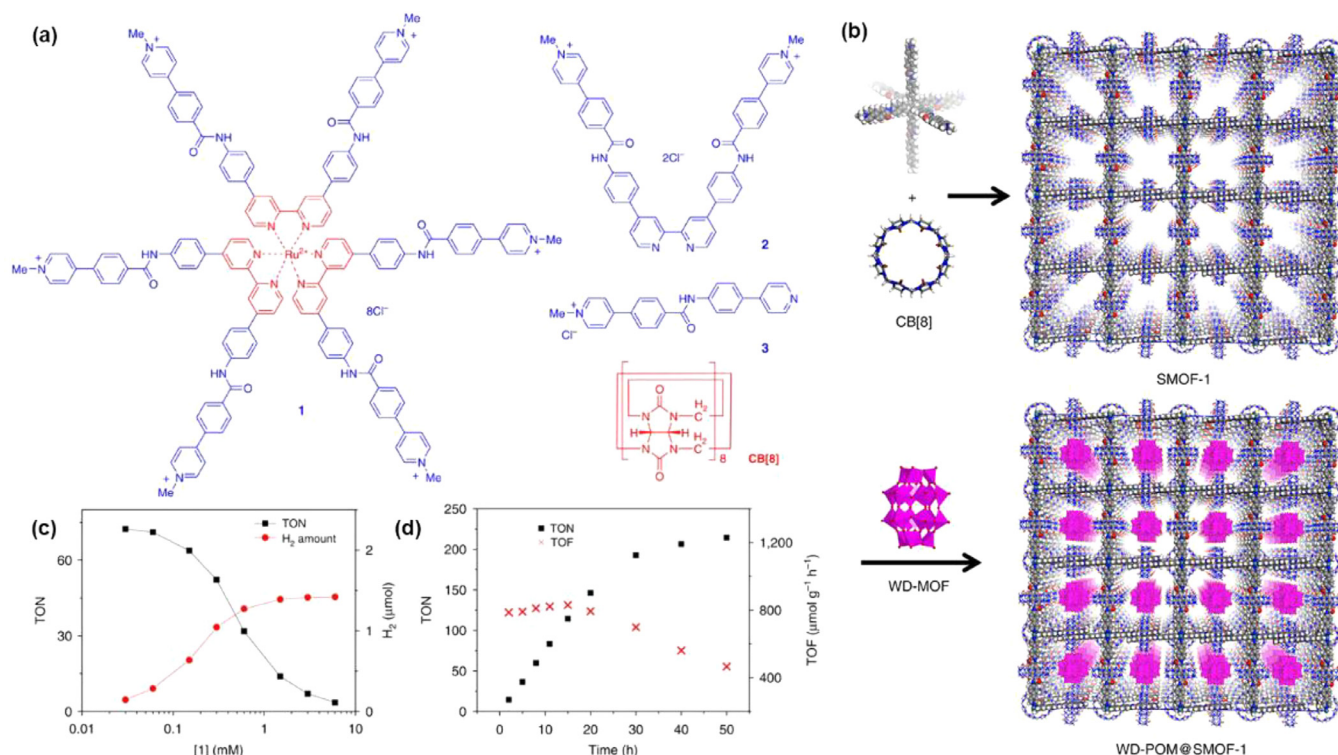 (a)
Me
N
+
Me
N
+
O
NH
O
NH
N
N
Me
N
+
O
N
H
N
N
Ru2+
N
N
H
N
O
N
Me
+
8Cl−
HN
O
NH
O
1
N
Me
+
N
Me
+
Me
N
+
Me
N
+
O
HN
2Cl−
O
NH
N
N
2
Me
N
+
Cl−
O
H
N
N
3
O
N
N
H2
C
H
H
N
N
C
H2
O
8
CB[8]
(b)
+
CB[8]
SMOF-1
WD-MOF
WD-POM@SMOF-1
(c)
TON
H2 amount
TON
60
30
0
2
1
0
H2 (μmol)
0.01
0.1
1
10
[1] (mM)
(d)
TON
TOF
TON
250
200
150
100
50
0
1,200
800
400
TOF (μmol g−1 h−1)
0
10
20
30
40
50
Time (h)